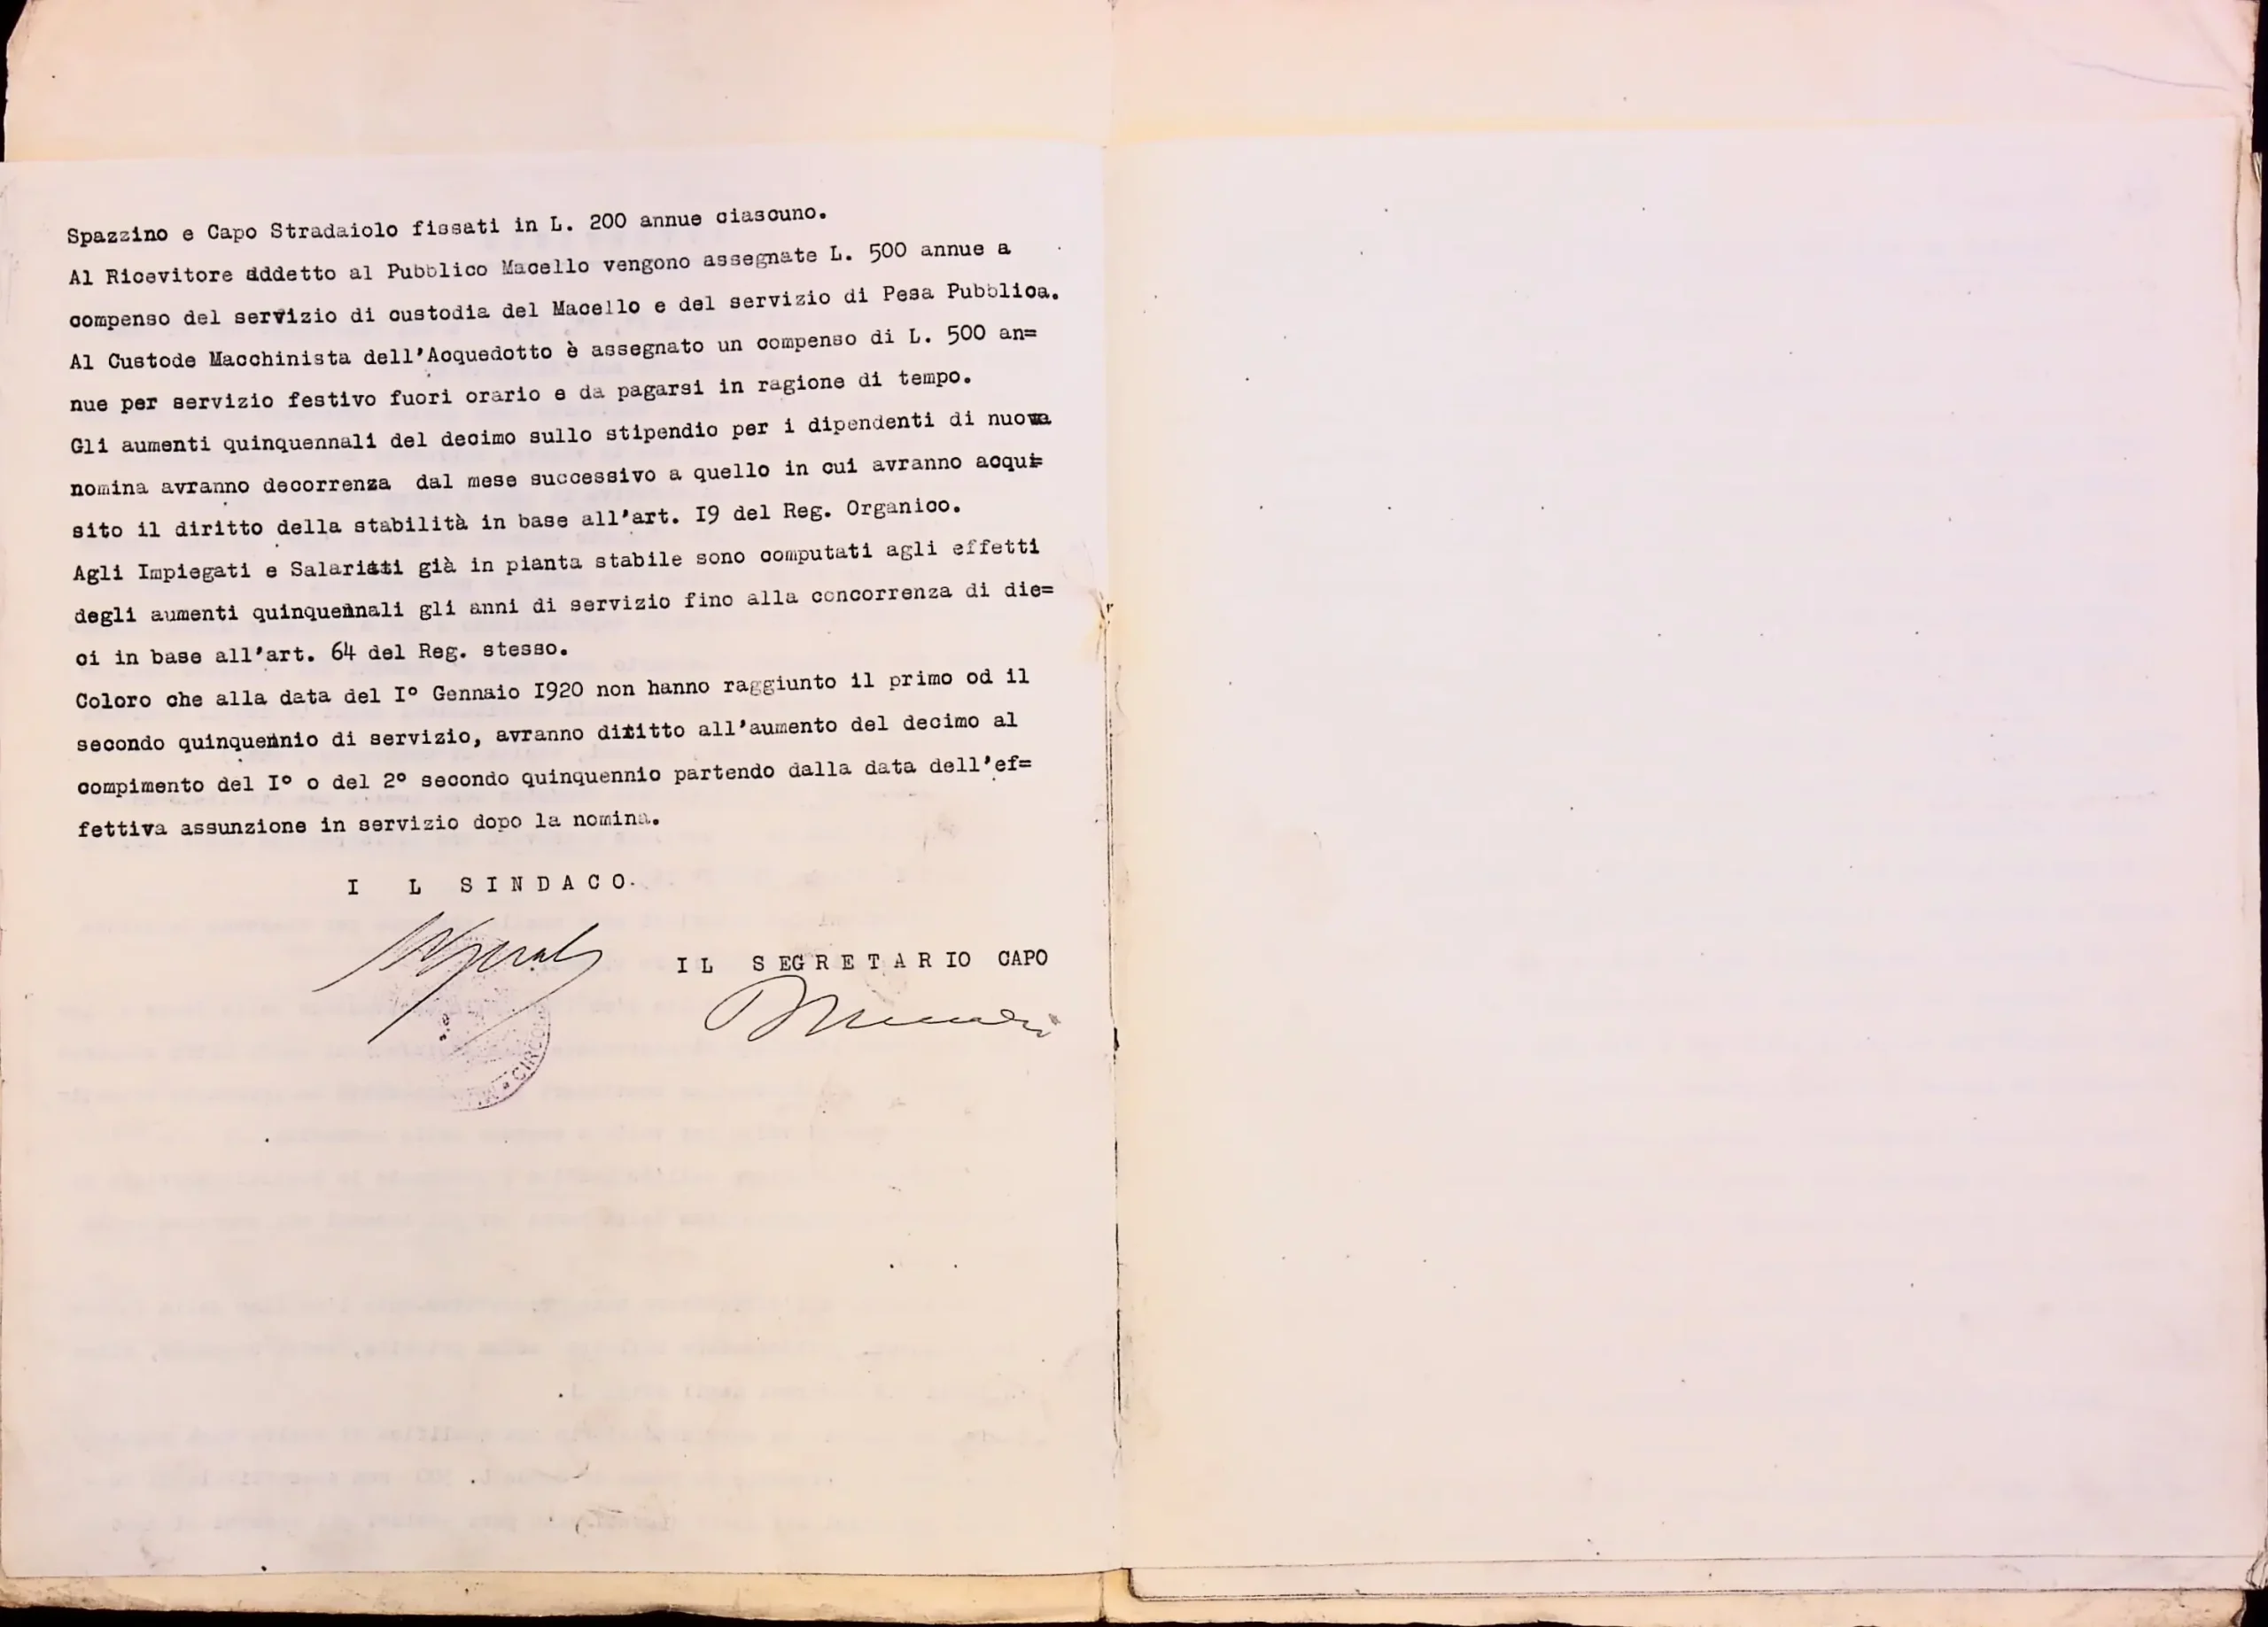 Spazzino e Capo Stradaiolo fissati in L. 200 annue ciascuno.
Al Ricevitore addetto al Pubblico Macello vengono assegnate L. 500 annue a
compenso del servizio di custodia del Macello e del servizio di Pesa Pubblica.
Al Custode Macchinista dell'Acquedotto è assegnato un compenso di L. 500 an=
nue per servizio festivo fuori orario e da pagarsi in ragione di tempo.
Gli aumenti quinquennali del decimo sullo stipendio per i dipendenti di nuova
nomina avranno decorrenza dal mese successivo a quello in cui avranno acqui=
sito il diritto della stabilità in base all'art. I9 del Reg. Organico.
Agli Impiegati e Salariati già in pianta stabile sono computati agli effetti
degli aumenti quinquennali gli anni di servizio fino alla concorrenza di die=
ci in base all'art. 64 del Reg. stesso.
Coloro che alla data del I° Gennaio I920 non hanno raggiunto il primo od il
secondo quinquennio di servizio, avranno diritto all'aumento del decimo al
compimento del I° o del 2° secondo quinquennio partendo dalla data dell'ef=
fettiva assunzione in servizio dopo la nomina.
I L SINDACO.
IL SEGRETARIO CAPO
CIRCO